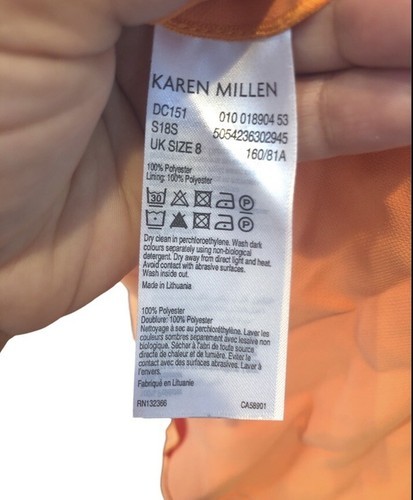 KAREN MILLEN
DC151 010 018904 53
S18S 5054236302945
UK SIZE 8 160/81A
100% Polyester
Lining: 100% Polyester
30 P
P
Dry clean in perchloroethylene. Wash dark
colours separately using non-biological
detergent. Dry away from direct light and heat.
Avoid contact with abrasive surfaces.
Wash inside out.
Made in Lithuania
100% Polyester
Doublure: 100% Polyester
Nettoyage à sec au perchloréthylène. Laver les
couleurs sombres separement avec lessive non
biologique. Sécher à l'abri de toute source
directe de chaleur et de lumière. Eviter le
contact avec des surfaces abrasives. Laver à
l'envers.
Fabriqué en Lituanie
RN132366 CA58901